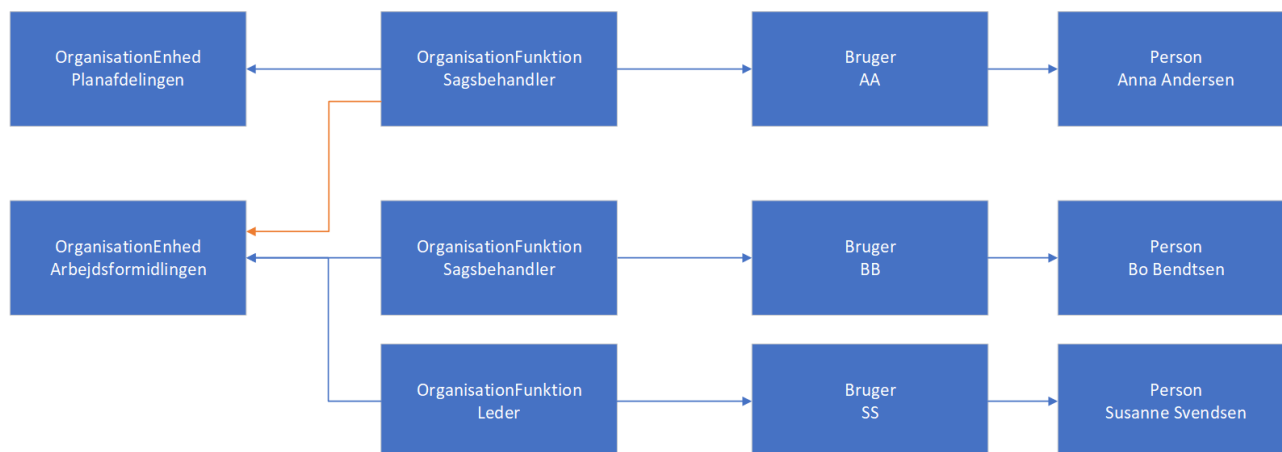 OrganisationEnhed
Planafdelingen
OrganisationFunktion
Sagsbehandler
Bruger
AA
Person
Anna Andersen
OrganisationEnhed
Arbejdsformidlingen
OrganisationFunktion
Sagsbehandler
Bruger
BB
Person
Bo Bendtsen
OrganisationFunktion
Leder
Bruger
SS
Person
Susanne Svendsen